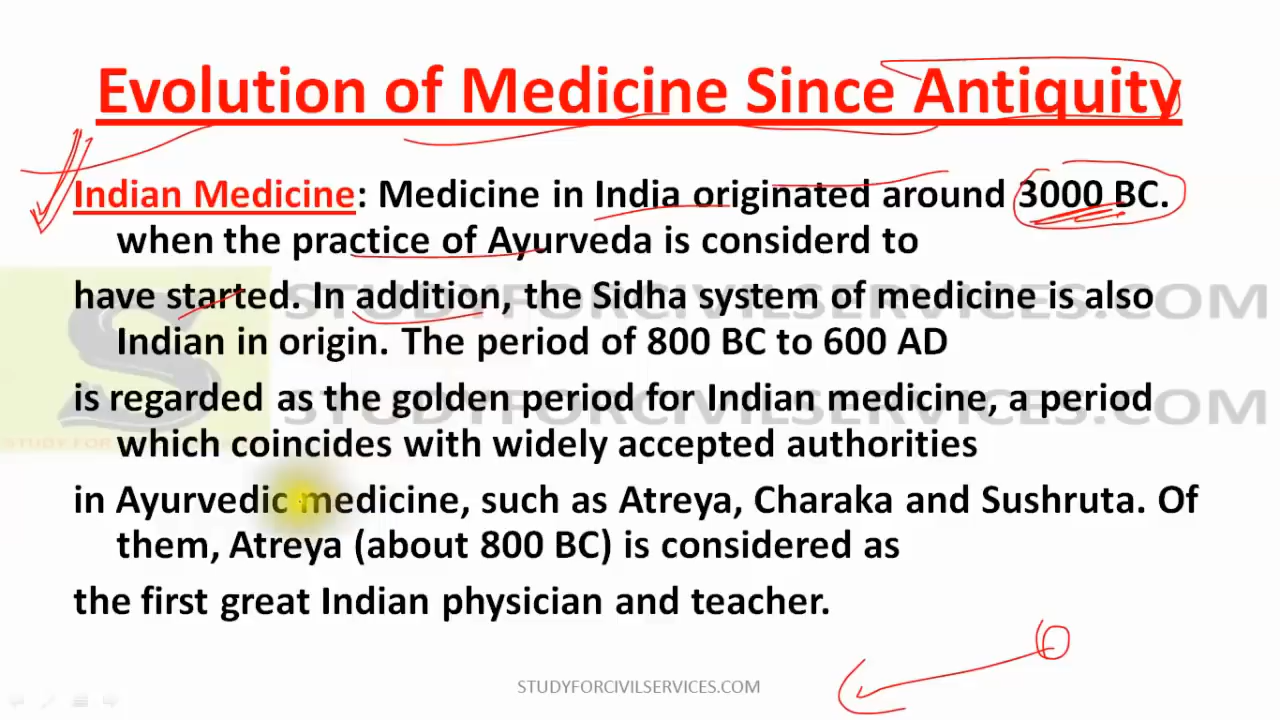 Evolution of Medicine Since Antiquity
Indian Medicine: Medicine in India originated around 3000 BC.
when the practice of Ayurveda is considerd to
have started. In addition, the Sidha system of medicine is also
Indian in origin. The period of 800 BC to 600 AD
is regarded as the golden period for Indian medicine, a period
which coincides with widely accepted authorities
in Ayurvedic medicine, such as Atreya, Charaka and Sushruta. Of
them, Atreya (about 800 BC) is considered as
the first great Indian physician and teacher.
STUDYFORCIVILSERVICES.COM
STUDYFORCIVILSERVICES.COM
STUDYFORCIVILSERVICES.COM